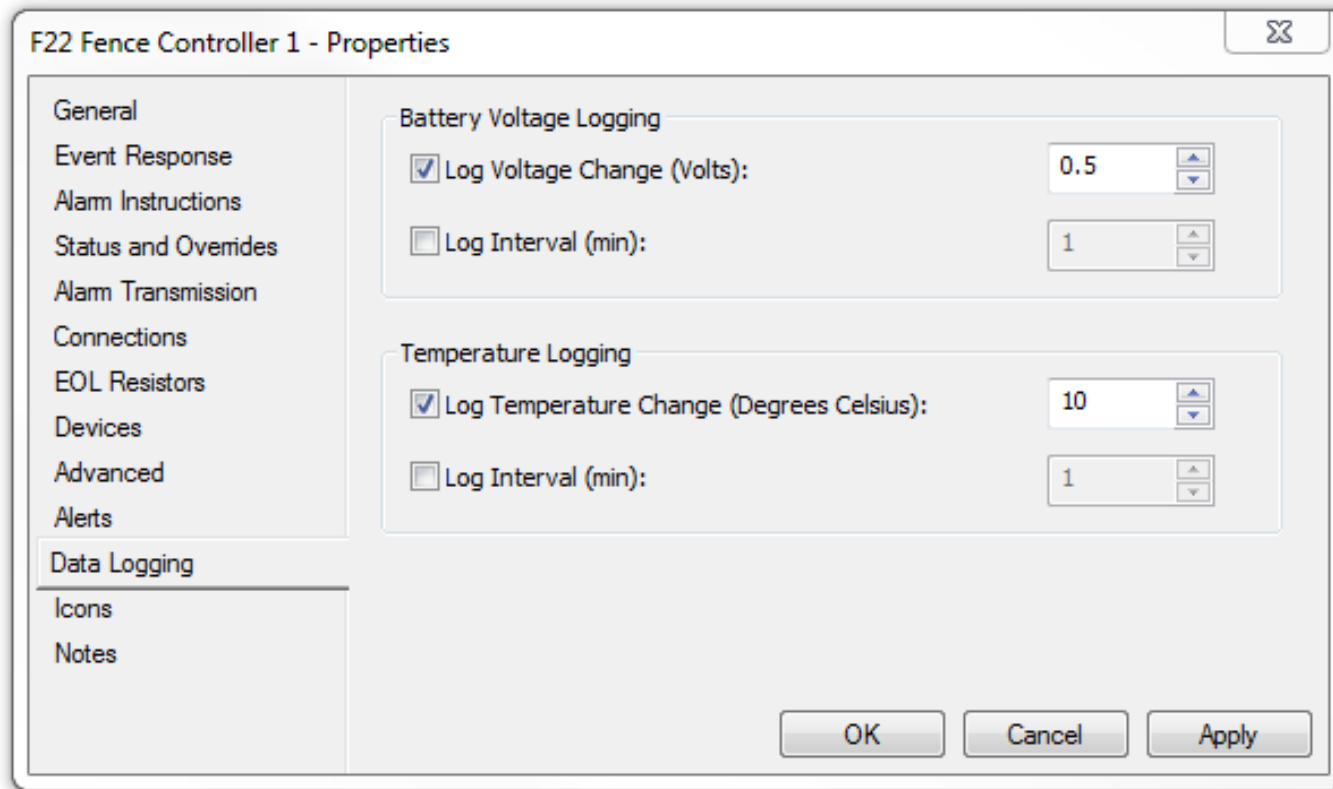 F22 Fence Controller 1 - Properties
General
Event Response
Alarm Instructions
Status and Overrides
Alarm Transmission
Connections
EOL Resistors
Devices
Advanced
Alerts
Data Logging
Icons
Notes
Battery Voltage Logging
Log Voltage Change (Volts): 0.5
Log Interval (min): 1
Temperature Logging
Log Temperature Change (Degrees Celsius): 10
Log Interval (min): 1
OK Cancel Apply